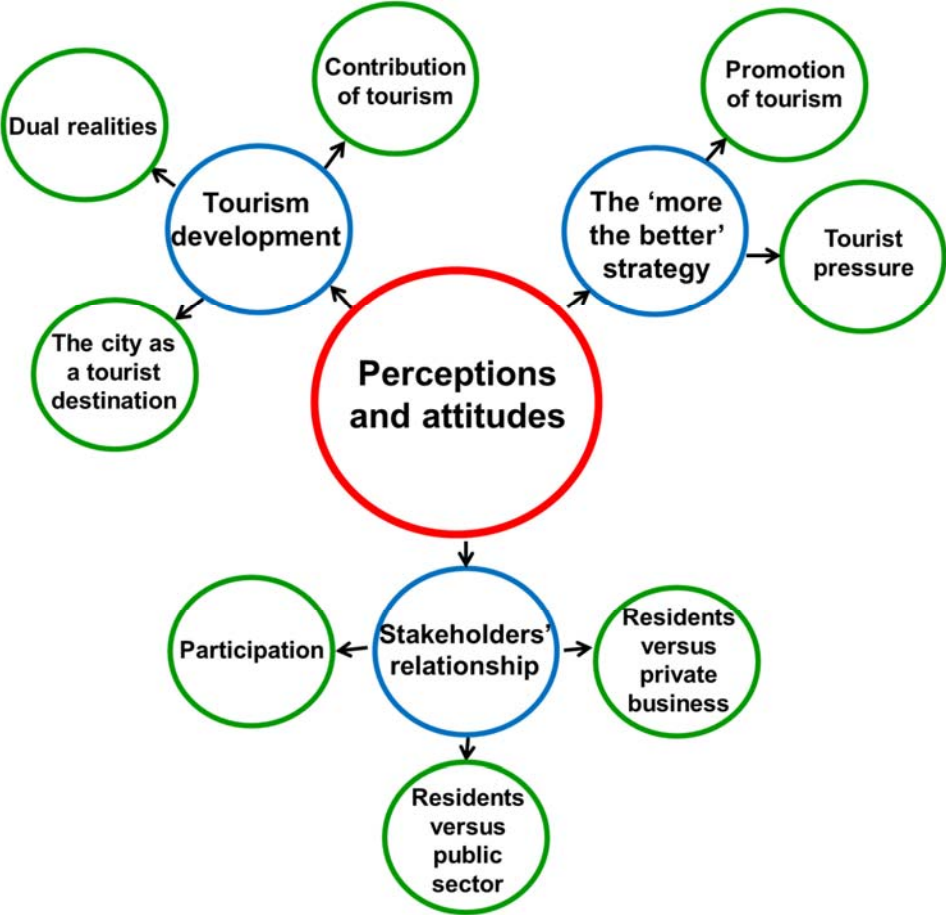 Contribution
of tourism
Dual realities
Tourism
development
The city as
a tourist
destination
Promotion
of tourism
The ‘more
the better’
strategy
Tourist
pressure
Perceptions
and attitudes
Participation
Stakeholders’
relationship
Residents
versus
private
business
Residents
versus
public
sector